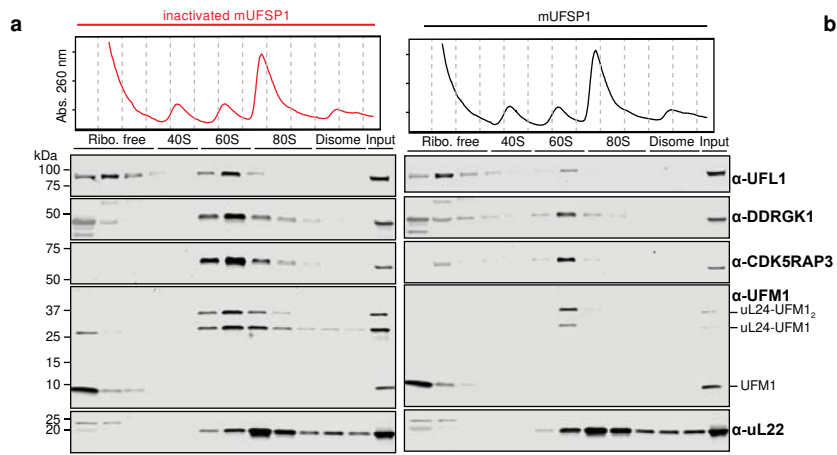 a
inactivated mUFSP1
mUFSP1
b
Abs. 260 nm
Ribo. free 40S 60S 80S Disome Input
Ribo. free 40S 60S 80S Disome Input
kDa
100
75
α-UFL1
50
α-DDRGK1
75
50
α-CDK5RAP3
α-UFM1
37
25
15
10
uL24-UFM1₂
uL24-UFM1
UFM1
25
20
α-uL22